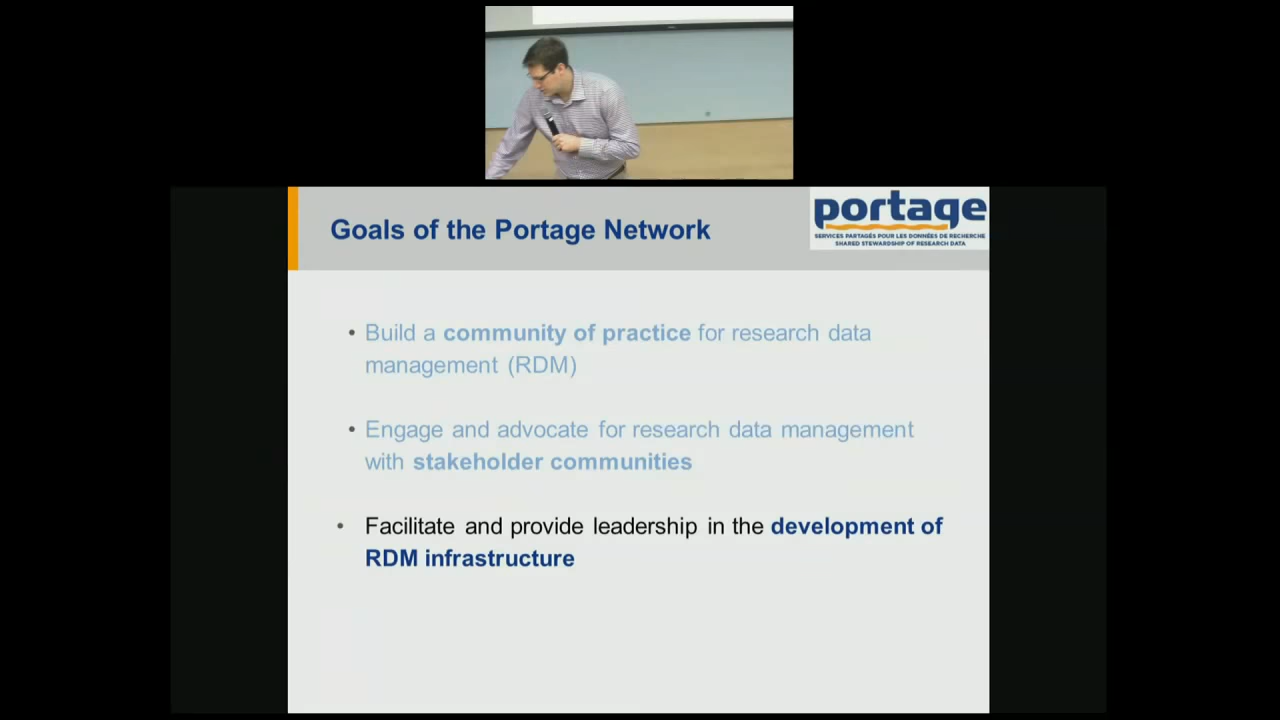 Goals of the Portage Network
portage
SERVICES PARTAGÉS POUR LES DONNÉES DE RECHERCHE
SHARED STEWARDSHIP OF RESEARCH DATA
• Build a community of practice for research data
management (RDM)
• Engage and advocate for research data management
with stakeholder communities
• Facilitate and provide leadership in the development of
RDM infrastructure